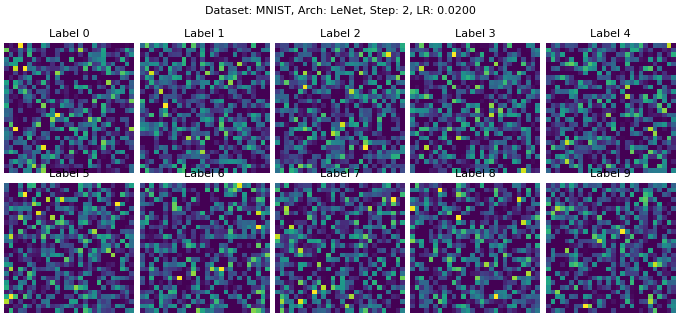 Dataset: MNIST, Arch: LeNet, Step: 2, LR: 0.0200
Label 0
Label 1
Label 2
Label 3
Label 4
Label 5
Label 6
Label 7
Label 8
Label 9